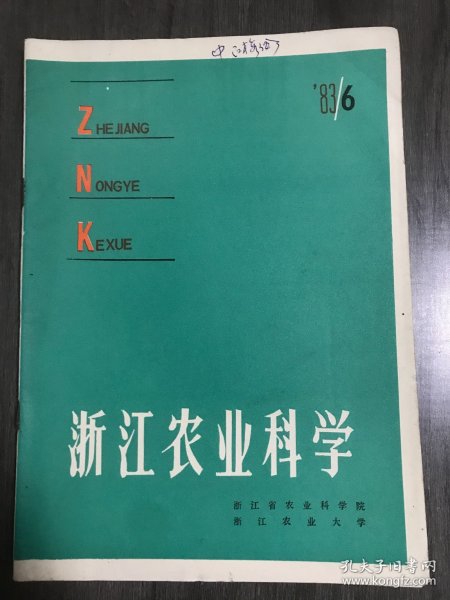 中
'83/6
ZHEJIANG
NONGYE
KEXUE
浙江农业科学
浙江省农业科学院
浙江农业大学
孔夫子旧书网
www.kongfz.com